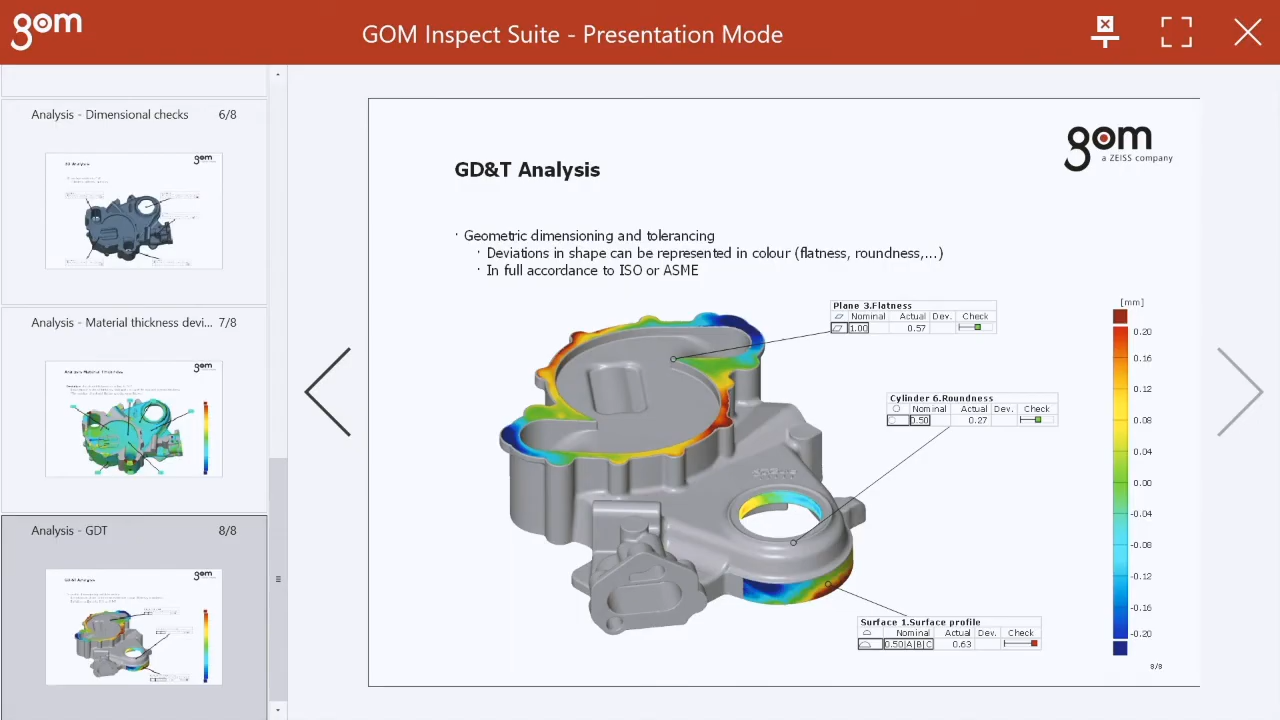 gom
GOM Inspect Suite - Presentation Mode
Analysis - Dimensional checks 6/8
gom
Analysis - Material thickness devi... 7/8
gom
Analysis - GDT 8/8
gom
gom
a ZEISS company
GD&T Analysis
· Geometric dimensioning and tolerancing
· Deviations in shape can be represented in colour (flatness, roundness,...)
· In full accordance to ISO or ASME
Plane 3.Flatness
Nominal Actual Dev. Check
1.00 0.57
Cylinder 6.Roundness
Nominal Actual Dev. Check
0.50 0.27
Surface 1.Surface profile
Nominal Actual Dev. Check
0.50 A B C 0.63
[mm]
0.20
0.16
0.12
0.08
0.04
0.00
-0.04
-0.08
-0.12
-0.16
-0.20
8/8